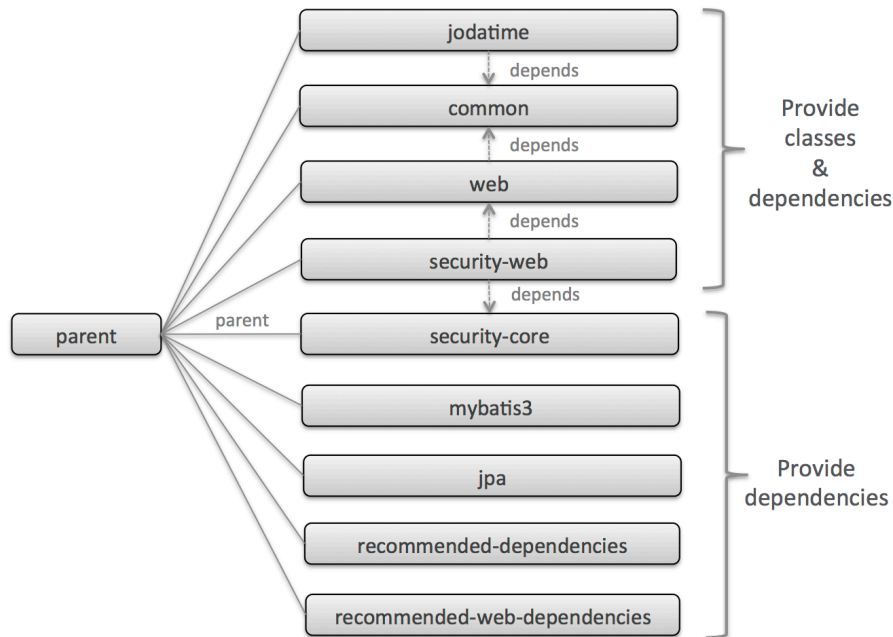 jodatime
depends
common
depends
web
depends
security-web
depends
parent
parent
security-core
mybatis3
jpa
recommended-dependencies
recommended-web-dependencies
Provide
classes
&
dependencies
Provide
dependencies